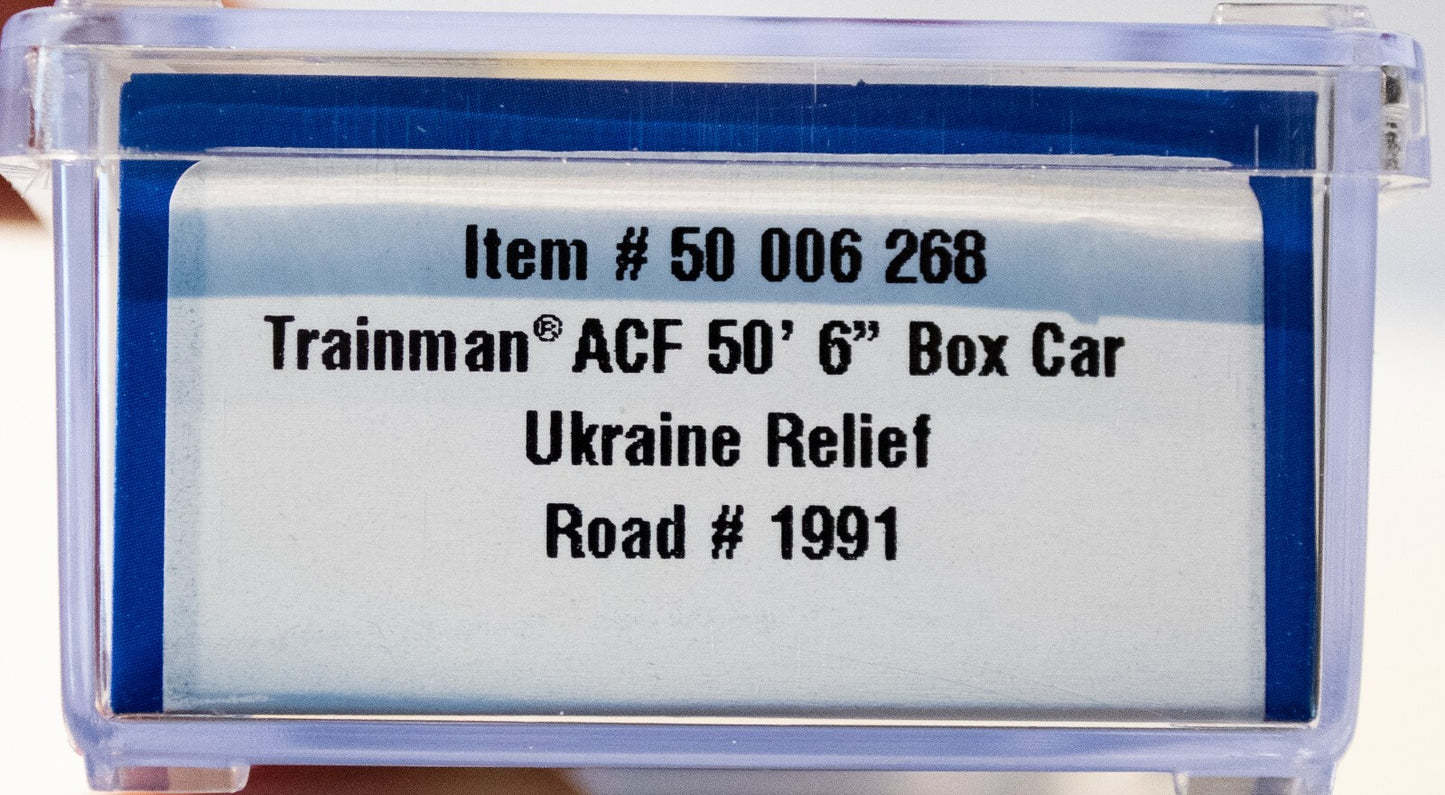 Item # 50 006 268
Trainman® ACF 50’ 6” Box Car
Ukraine Relief
Road # 1991